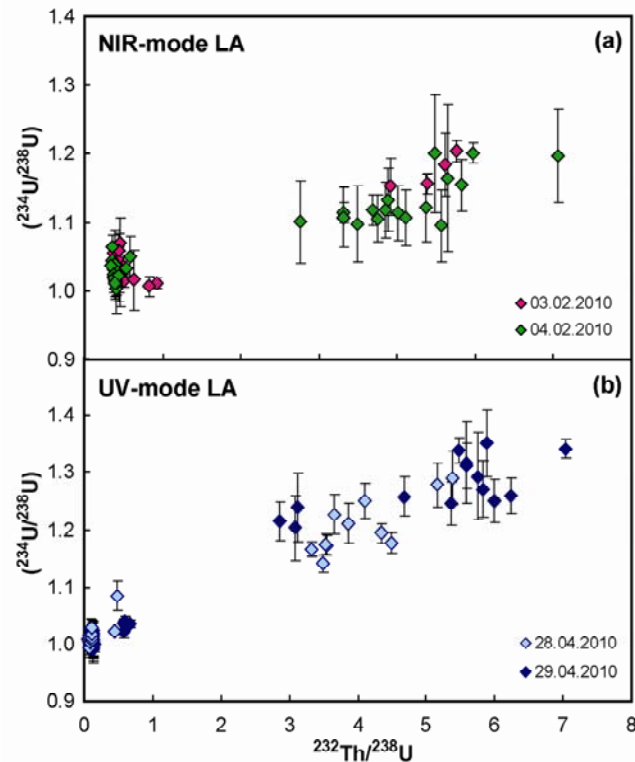 1.4
NIR-mode LA
(a)
1.3
1.2
(²³⁴U/²³⁸U)
1.1
1.0
03.02.2010
04.02.2010
0.9
UV-mode LA
(b)
1.3
1.2
(²³⁴U/²³⁸U)
1.1
1.0
28.04.2010
29.04.2010
0.9
0 1 2 3 4 5 6 7 8
²³²Th/²³⁸U